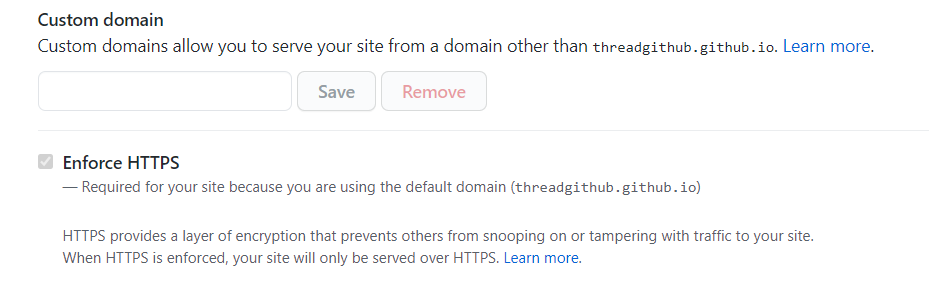 Custom domain
Custom domains allow you to serve your site from a domain other than threadgithub.github.io. Learn more.
Save Remove
Enforce HTTPS
— Required for your site because you are using the default domain (threadgithub.github.io)
HTTPS provides a layer of encryption that prevents others from snooping on or tampering with traffic to your site.
When HTTPS is enforced, your site will only be served over HTTPS. Learn more.